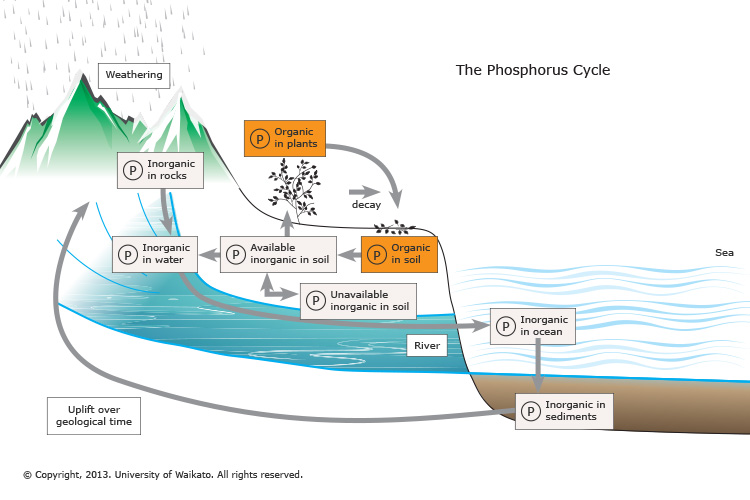 Weathering
The Phosphorus Cycle
P Organic
in plants
P Inorganic
in rocks
decay
P Inorganic
in water
P Available
inorganic in soil
P Organic
in soil
Sea
P Unavailable
inorganic in soil
P Inorganic
in ocean
River
Uplift over
geological time
P Inorganic in
sediments
© Copyright, 2013. University of Waikato. All rights reserved.